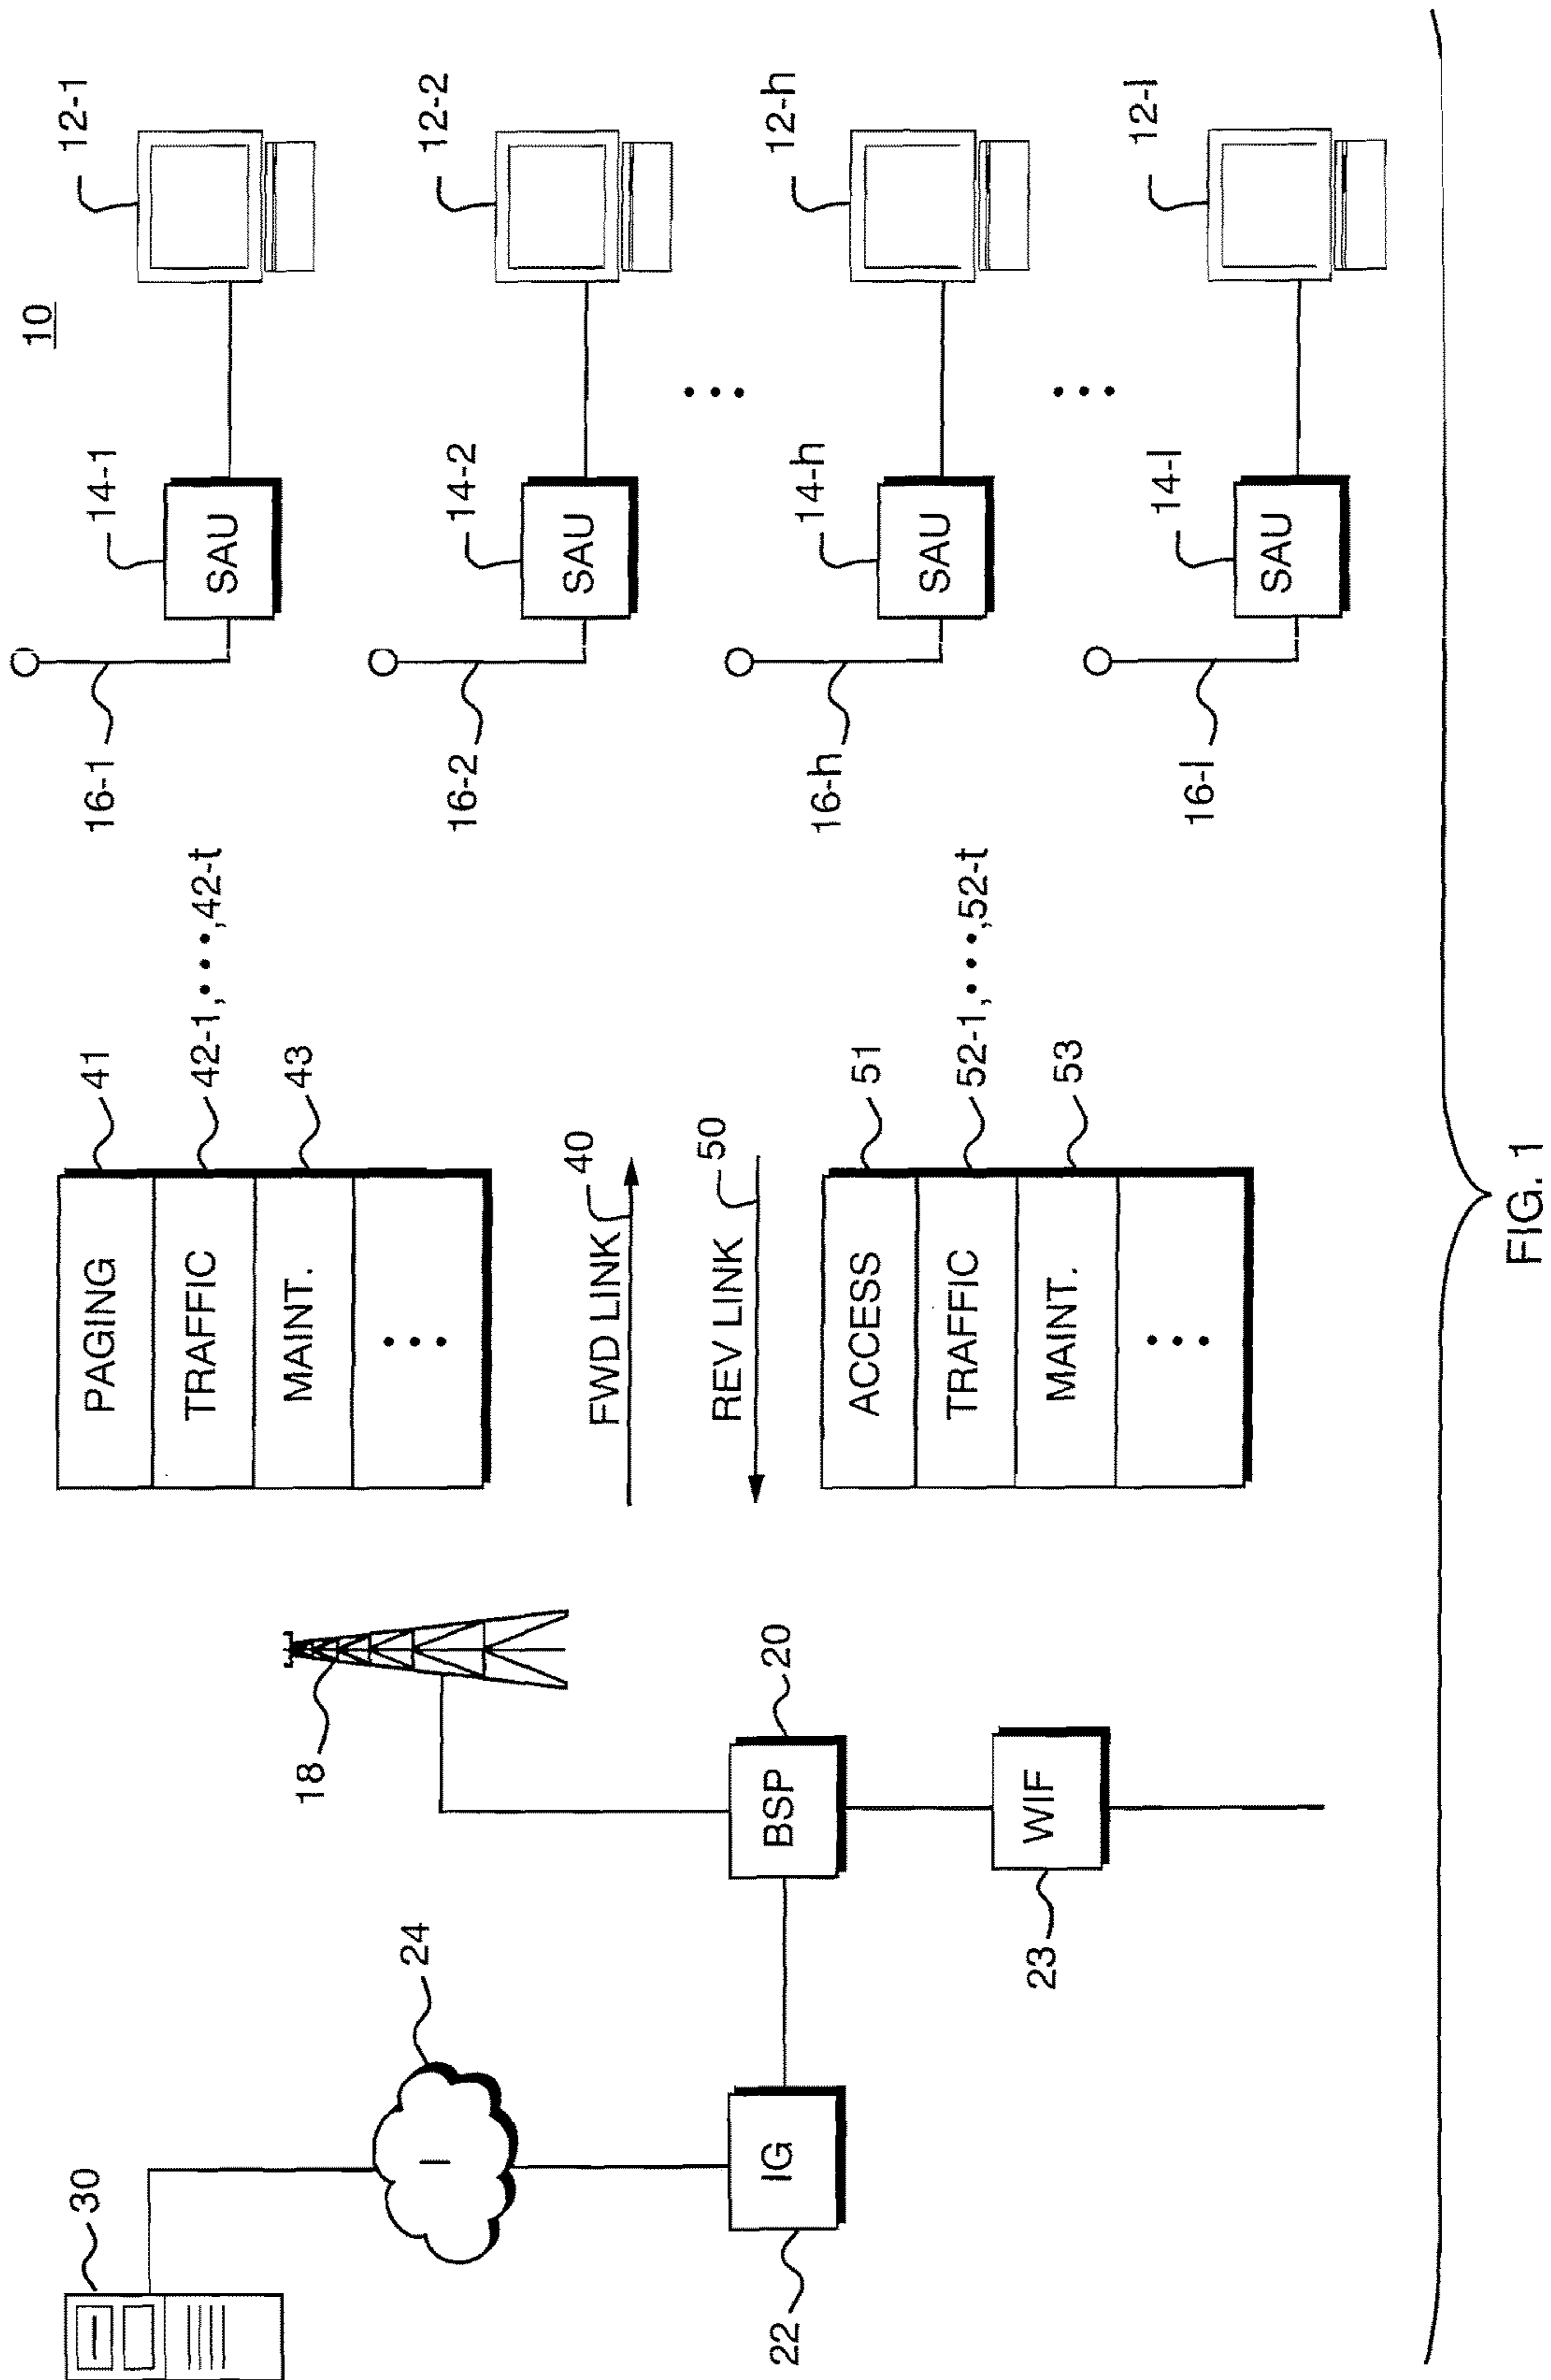 10
12-1
14-1
SAU
16-1
12-2
14-2
SAU
16-2
12-h
14-h
SAU
16-h
12-l
14-l
SAU
16-l
PAGING
41
TRAFFIC
42-1,•••,42-t
MAINT.
43
•••
FWD LINK
40
REV LINK
50
ACCESS
51
TRAFFIC
52-1,•••,52-t
MAINT.
53
•••
18
BSP
20
WIF
23
30
I
24
IG
22
FIG. 1